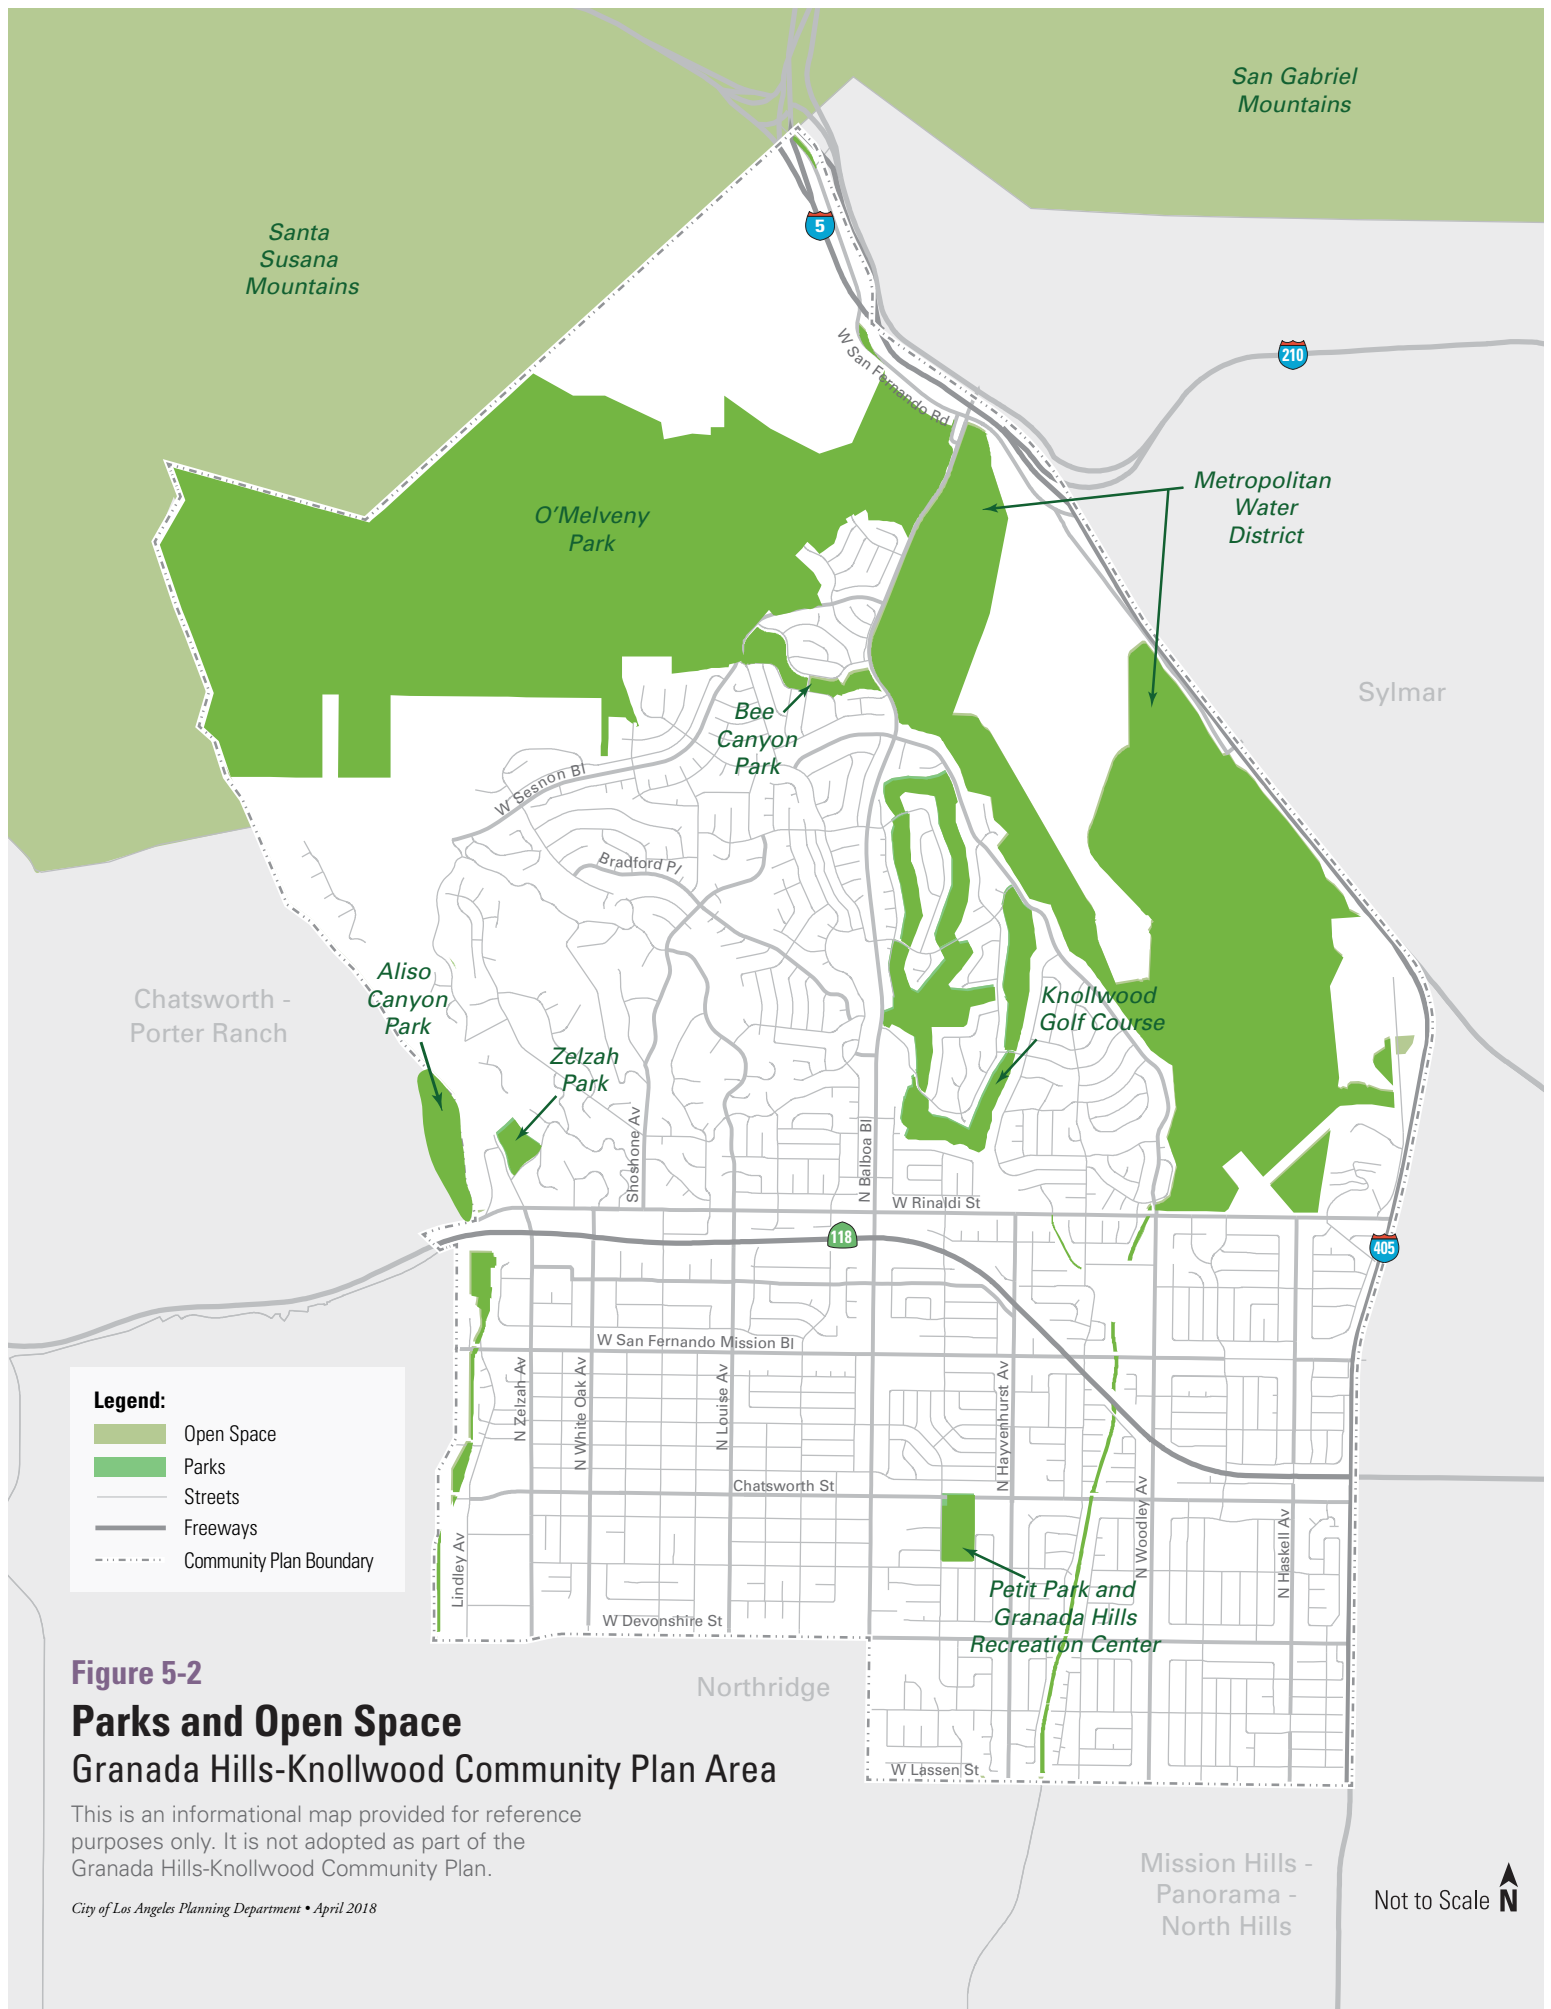 San Gabriel
Mountains
Santa
Susana
Mountains
5
210
W San Fernando Rd
Metropolitan
Water
District
O’Melveny
Park
Sylmar
Bee
Canyon
Park
W Sesnon Bl
Bradford Pl
Aliso
Canyon
Park
Chatsworth -
Porter Ranch
Knollwood
Golf Course
Zelzah
Park
Shoshone Av
N Balboa Bl
W Rinaldi St
118
405
W San Fernando Mission Bl
N Zelzah Av
N White Oak Av
N Louise Av
N Hayvenhurst Av
Legend:
Open Space
Parks
Streets
Freeways
Community Plan Boundary
Chatsworth St
N Woodley Av
N Haskell Av
Lindley Av
Petit Park and
Granada Hills
Recreation Center
W Devonshire St
Northridge
W Lassen St
Figure 5-2
Parks and Open Space
Granada Hills-Knollwood Community Plan Area
This is an informational map provided for reference
purposes only. It is not adopted as part of the
Granada Hills-Knollwood Community Plan.
City of Los Angeles Planning Department • April 2018
Mission Hills -
Panorama -
North Hills
Not to Scale N